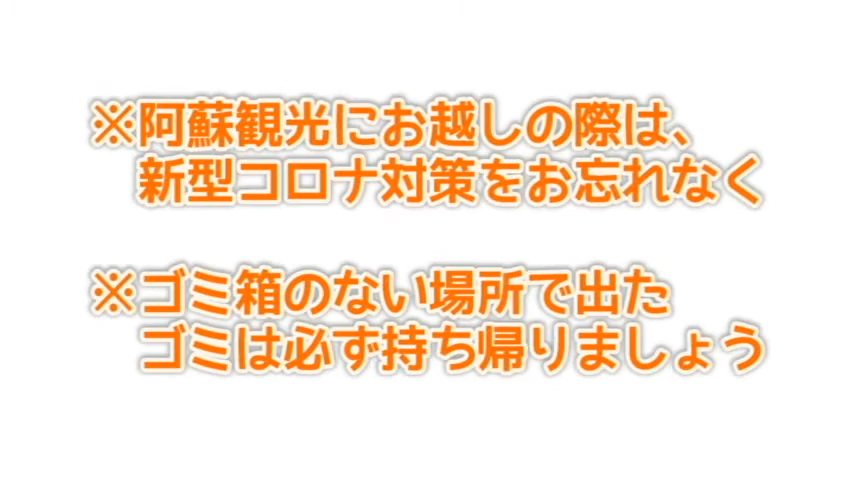 ※阿蘇観光にお越しの際は、
新型コロナ対策をお忘れなく
※ゴミ箱のない場所で出た
ゴミは必ず持ち帰りましょう